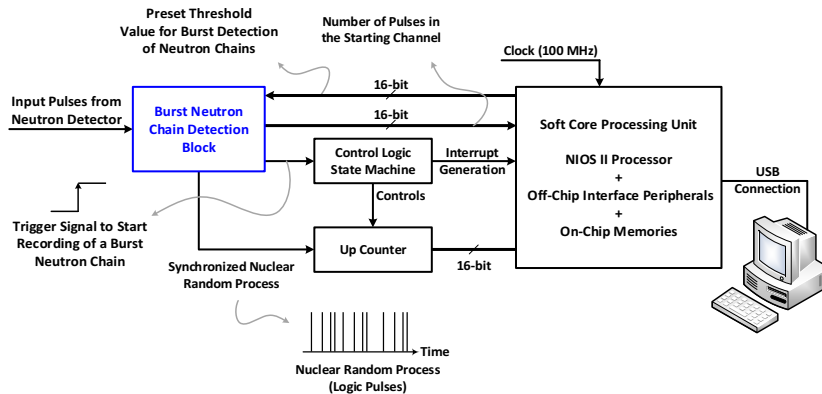 Preset Threshold
Value for Burst Detection
of Neutron Chains
Number of Pulses in
the Starting Channel
Clock (100 MHz)
16-bit
16-bit
Input Pulses from
Neutron Detector
Burst Neutron
Chain Detection
Block
Soft Core Processing Unit
NIOS II Processor
+
Off-Chip Interface Peripherals
+
On-Chip Memories
Control Logic
State Machine
Interrupt
Generation
USB
Connection
Controls
Trigger Signal to Start
Recording of a Burst
Neutron Chain
Up Counter
16-bit
Synchronized Nuclear
Random Process
Time
Nuclear Random Process
(Logic Pulses)